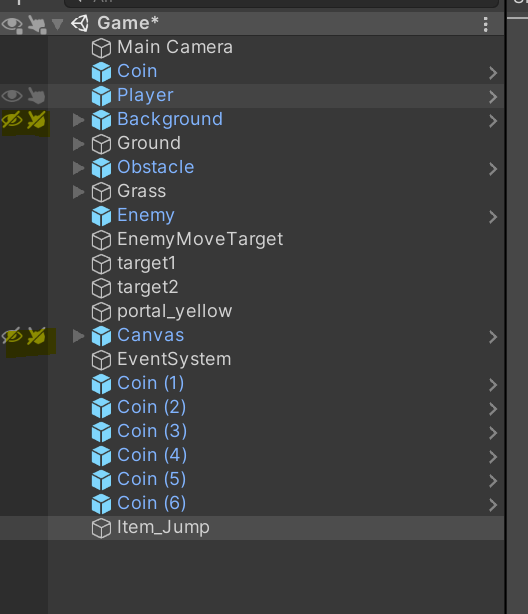 Game*
Main Camera
Coin
Player
Background
Ground
Obstacle
Grass
Enemy
EnemyMoveTarget
target1
target2
portal_yellow
Canvas
EventSystem
Coin (1)
Coin (2)
Coin (3)
Coin (4)
Coin (5)
Coin (6)
Item_Jump